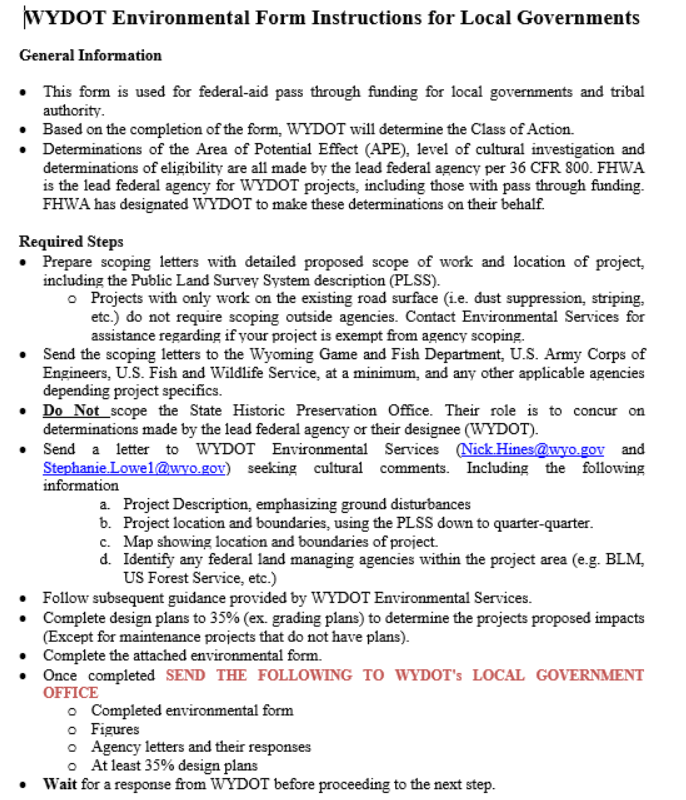 WYDOT Environmental Form Instructions for Local Governments
General Information
• This form is used for federal-aid pass through funding for local governments and tribal
authority.
• Based on the completion of the form, WYDOT will determine the Class of Action.
• Determinations of the Area of Potential Effect (APE), level of cultural investigation and
determinations of eligibility are all made by the lead federal agency per 36 CFR 800. FHWA
is the lead federal agency for WYDOT projects, including those with pass through funding.
FHWA has designated WYDOT to make these determinations on their behalf.
Required Steps
• Prepare scoping letters with detailed proposed scope of work and location of project,
including the Public Land Survey System description (PLSS).
o Projects with only work on the existing road surface (i.e. dust suppression, striping,
etc.) do not require scoping outside agencies. Contact Environmental Services for
assistance regarding if your project is exempt from agency scoping.
• Send the scoping letters to the Wyoming Game and Fish Department, U.S. Army Corps of
Engineers, U.S. Fish and Wildlife Service, at a minimum, and any other applicable agencies
depending project specifics.
• Do Not scope the State Historic Preservation Office. Their role is to concur on
determinations made by the lead federal agency or their designee (WYDOT).
• Send a letter to WYDOT Environmental Services (Nick.Hines@wyo.gov and
Stephanie.Lowe1@wyo.gov) seeking cultural comments. Including the following
information
a. Project Description, emphasizing ground disturbances
b. Project location and boundaries, using the PLSS down to quarter-quarter.
c. Map showing location and boundaries of project.
d. Identify any federal land managing agencies within the project area (e.g. BLM,
US Forest Service, etc.)
• Follow subsequent guidance provided by WYDOT Environmental Services.
• Complete design plans to 35% (ex. grading plans) to determine the projects proposed impacts
(Except for maintenance projects that do not have plans).
• Complete the attached environmental form.
• Once completed SEND THE FOLLOWING TO WYDOT's LOCAL GOVERNMENT
OFFICE
o Completed environmental form
o Figures
o Agency letters and their responses
o At least 35% design plans
• Wait for a response from WYDOT before proceeding to the next step.